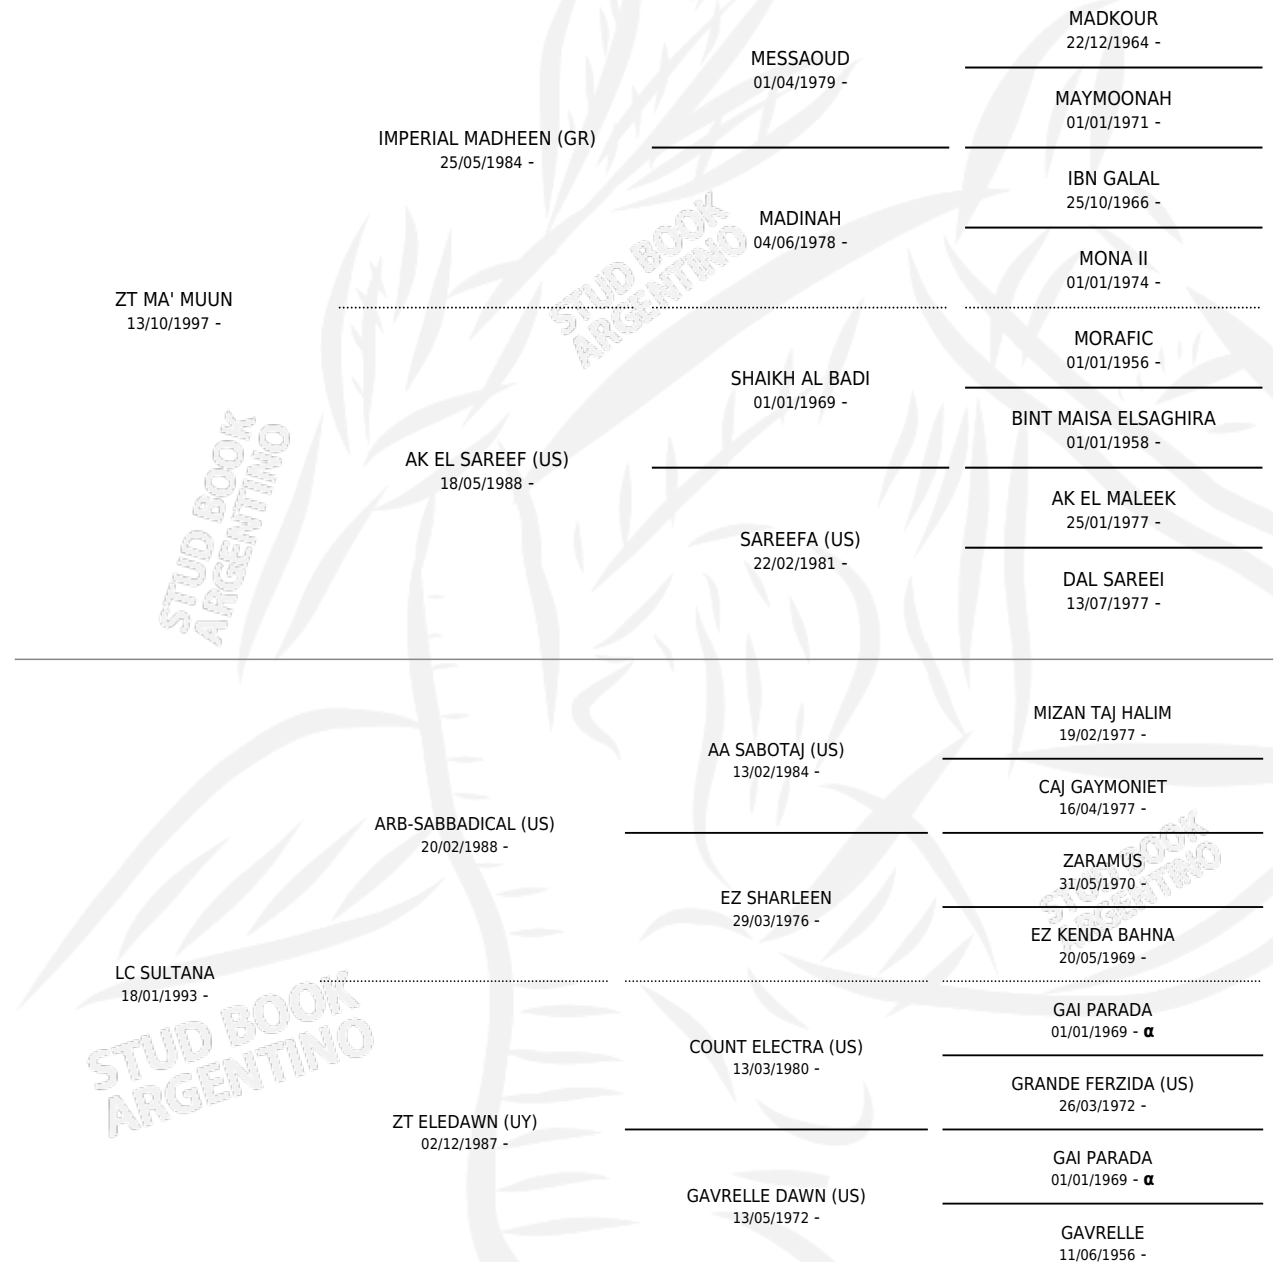 MADKOUR
22/12/1964 -
MESSAOUD
01/04/1979 -
MAYMOONAH
01/01/1971 -
IMPERIAL MADHEEN (GR)
25/05/1984 -
IBN GALAL
25/10/1966 -
MADINAH
04/06/1978 -
MONA II
01/01/1974 -
ZT MA' MUUN
13/10/1997 -
MORAFIC
01/01/1956 -
SHAIKH AL BADI
01/01/1969 -
BINT MAISA ELSAGHIRA
01/01/1958 -
AK EL SAREEF (US)
18/05/1988 -
AK EL MALEEK
25/01/1977 -
SAREEFA (US)
22/02/1981 -
DAL SAREEI
13/07/1977 -
STUD BOOK
ARGENTINO
STUD BOOK
ARGENTINO
MIZAN TAJ HALIM
19/02/1977 -
AA SABOTAJ (US)
13/02/1984 -
CAJ GAYMONIET
16/04/1977 -
ARB-SABBADICAL (US)
20/02/1988 -
ZARAMUS
31/05/1970 -
EZ SHARLEEN
29/03/1976 -
EZ KENDA BAHNA
20/05/1969 -
LC SULTANA
18/01/1993 -
GAI PARADA
01/01/1969 - α
COUNT ELECTRA (US)
13/03/1980 -
GRANDE FERZIDA (US)
26/03/1972 -
ZT ELEDAWN (UY)
02/12/1987 -
GAI PARADA
01/01/1969 - α
GAVRELLE DAWN (US)
13/05/1972 -
GAVRELLE
11/06/1956 -
STUD BOOK
ARGENTINO
STUD BOOK
ARGENTINO